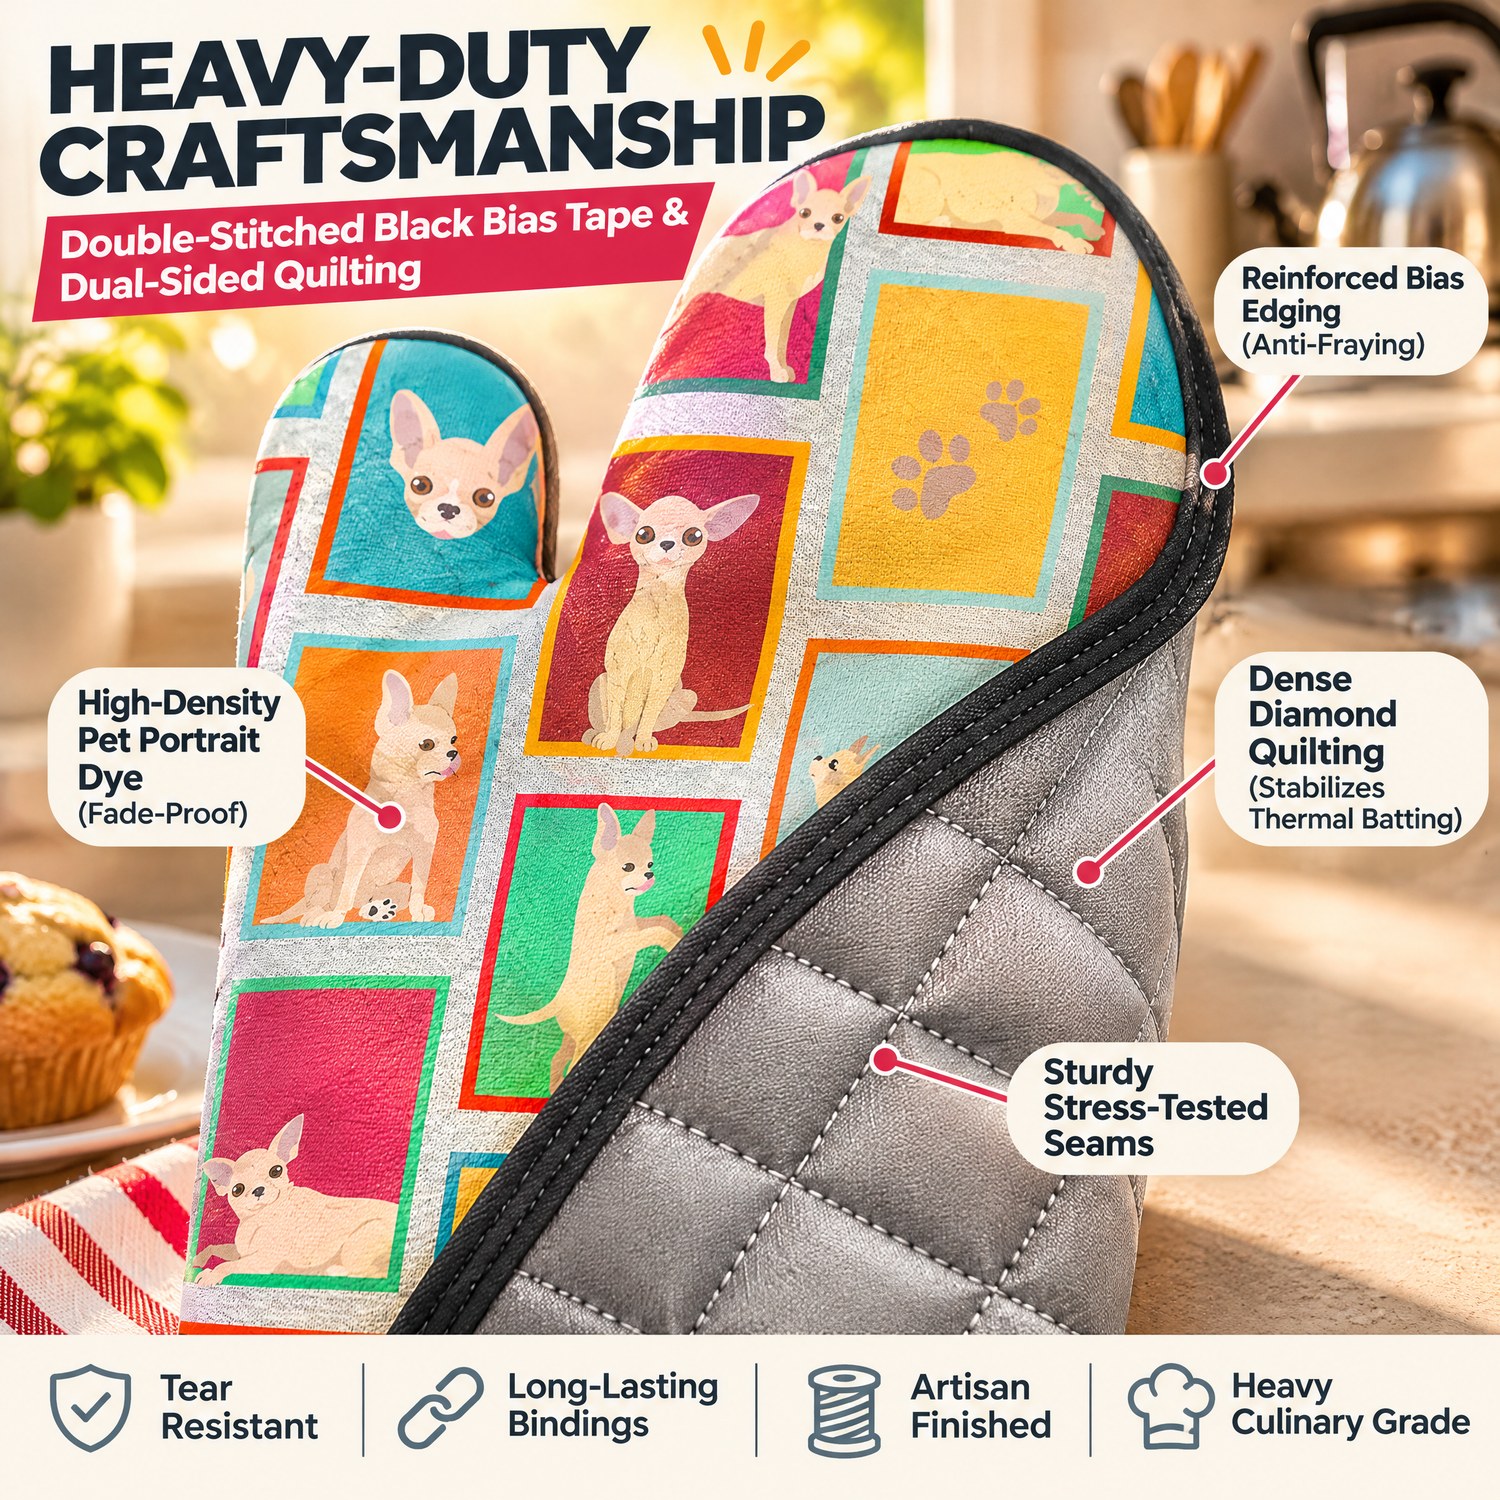 HEAVY-DUTY
CRAFTSMANSHIP
Double-Stitched Black Bias Tape &
Dual-Sided Quilting
Reinforced Bias
Edging
(Anti-Fraying)
High-Density
Pet Portrait
Dye
(Fade-Proof)
Dense
Diamond
Quilting
(Stabilizes
Thermal Batting)
Sturdy
Stress-Tested
Seams
Tear
Resistant
Long-Lasting
Bindings
Artisan
Finished
Heavy
Culinary Grade